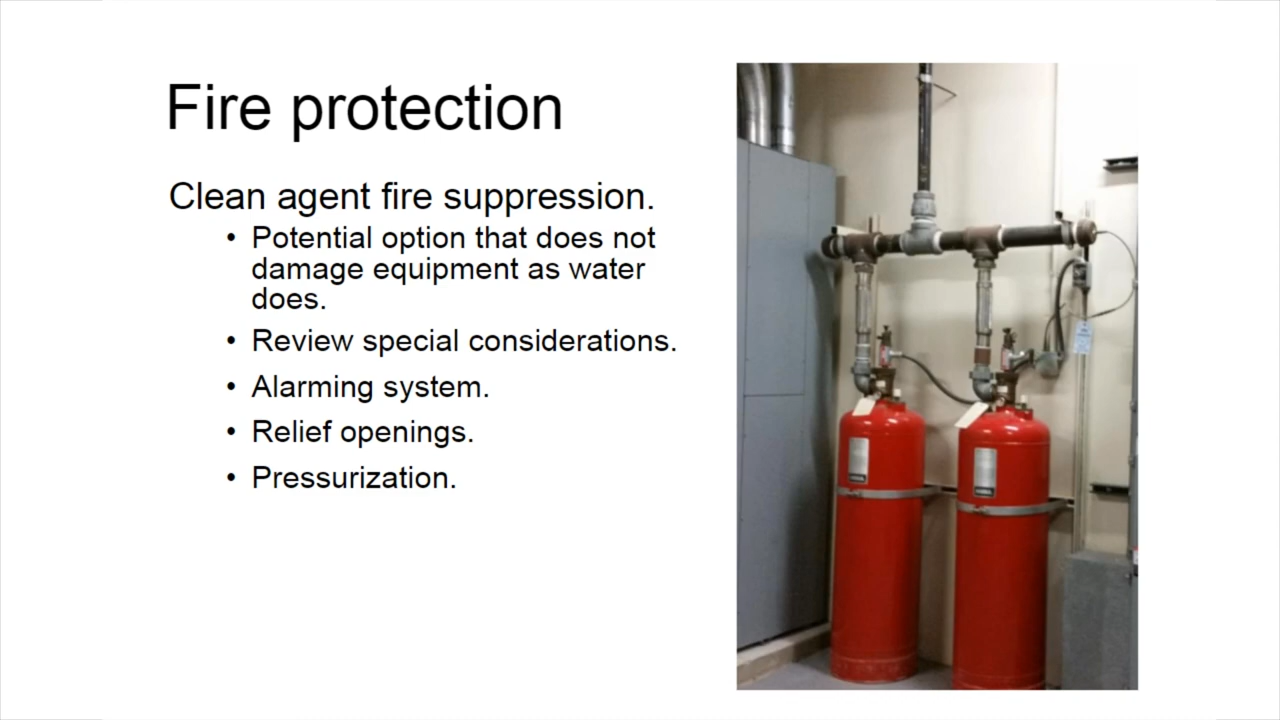 Fire protection
Clean agent fire suppression.
• Potential option that does not
damage equipment as water
does.
• Review special considerations.
• Alarming system.
• Relief openings.
• Pressurization.